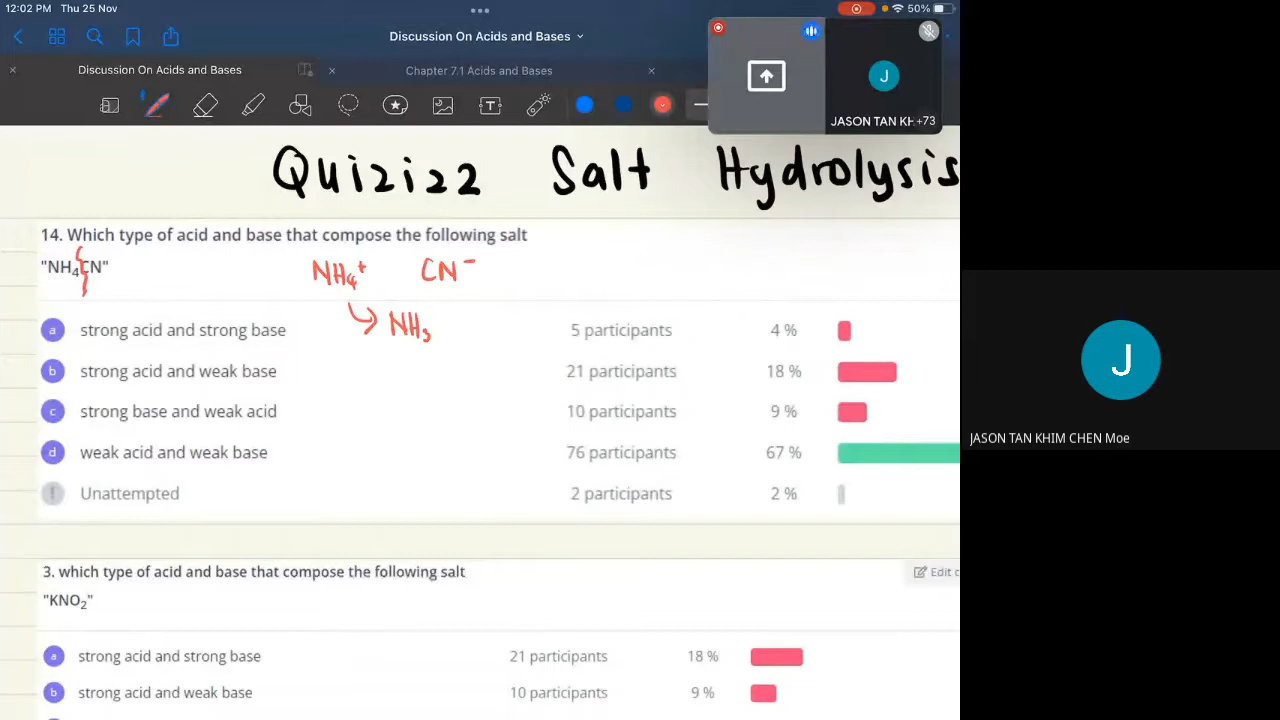 12:02 PM Thu 25 Nov
50%
Discussion On Acids and Bases
Discussion On Acids and Bases
Chapter 7.1 Acids and Bases
J
JASON TAN KH
+73
Quizizz Salt Hydrolysis
14. Which type of acid and base that compose the following salt
"NH₄CN"
NH₄⁺ CN⁻
NH₃
a strong acid and strong base 5 participants 4 %
b strong acid and weak base 21 participants 18 %
c strong base and weak acid 10 participants 9 %
d weak acid and weak base 76 participants 67 %
! Unattempted 2 participants 2 %
3. which type of acid and base that compose the following salt
Edit c
"KNO₂"
a strong acid and strong base 21 participants 18 %
b strong acid and weak base 10 participants 9 %
J
JASON TAN KHIM CHEN Moe